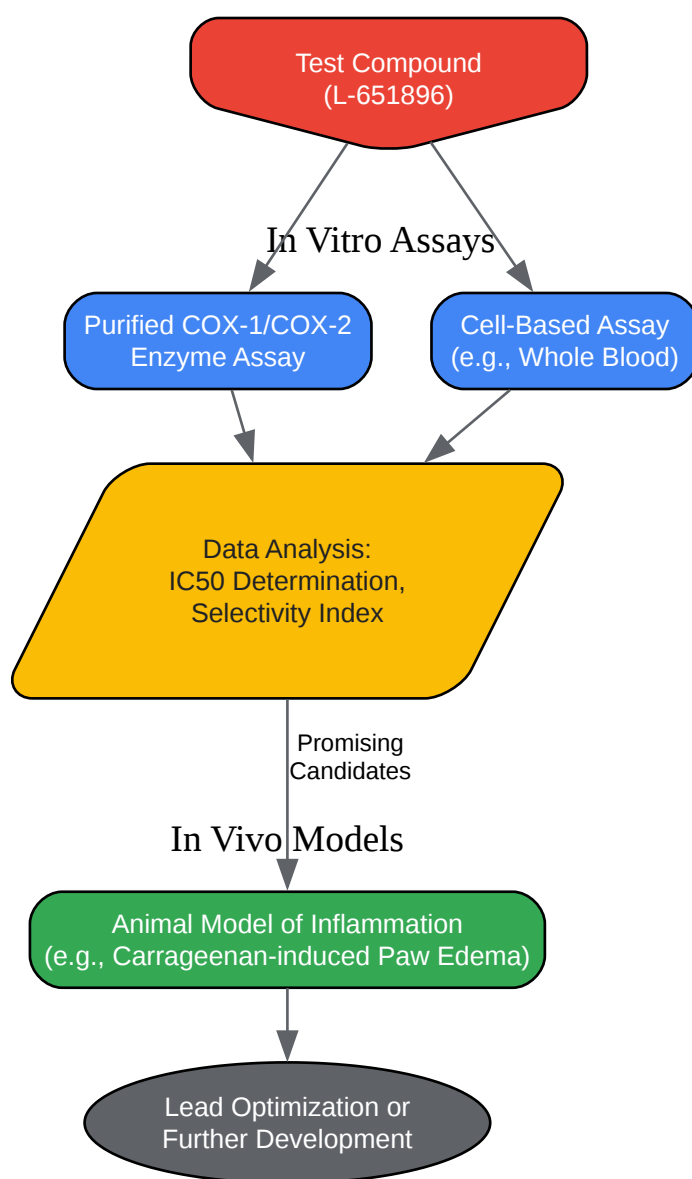 Test Compound
(L-651896)
In Vitro Assays
Purified COX-1/COX-2
Enzyme Assay
Cell-Based Assay
(e.g., Whole Blood)
Data Analysis:
IC50 Determination,
Selectivity Index
Promising
Candidates
In Vivo Models
Animal Model of Inflammation
(e.g., Carrageenan-induced Paw Edema)
Lead Optimization or
Further Development